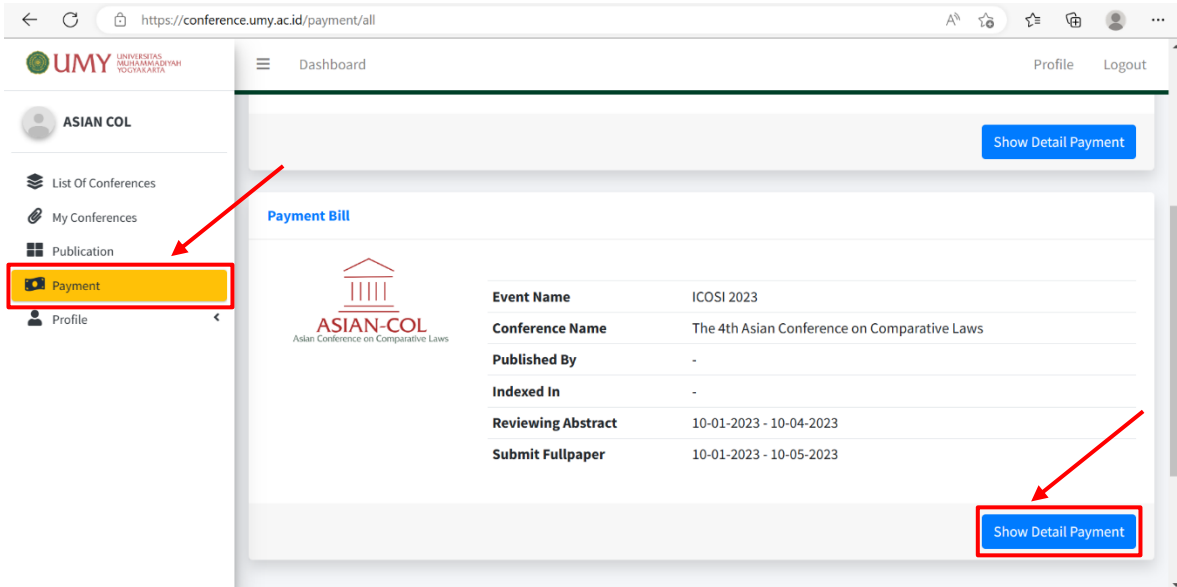 https://conference.umy.ac.id/payment/all
UMY UNIVERSITAS MUHAMMADIYAH YOGYAKARTA
Dashboard
Profile
Logout
ASIAN COL
Show Detail Payment
List Of Conferences
My Conferences
Publication
Payment
Profile
Payment Bill
ASIAN-COL
Asian Conference on Comparative Laws
Event Name ICOSI 2023
Conference Name The 4th Asian Conference on Comparative Laws
Published By -
Indexed In -
Reviewing Abstract 10-01-2023 - 10-04-2023
Submit Fullpaper 10-01-2023 - 10-05-2023
Show Detail Payment